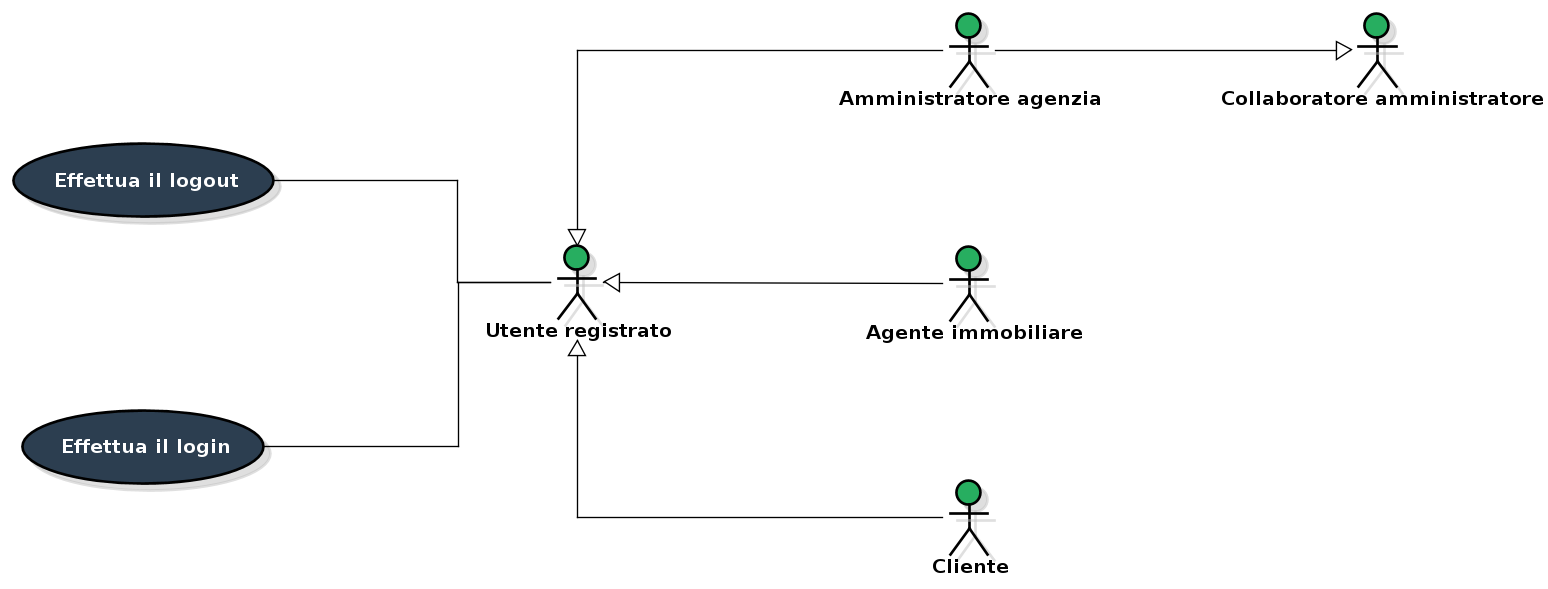 Amministratore agenzia
Collaboratore amministratore
Effettua il logout
Utente registrato
Agente immobiliare
Effettua il login
Cliente